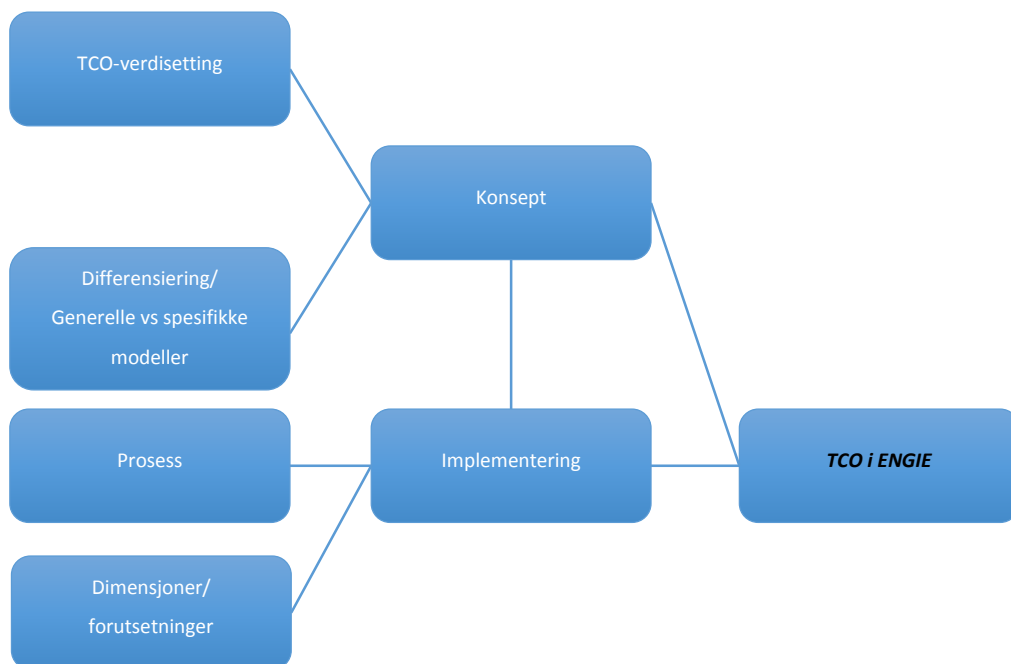 TCO-verdisetting
Konsept
Differensiering/
Generelle vs spesifikke
modeller
Prosess
Implementering
TCO i ENGIE
Dimensjoner/
forutsetninger